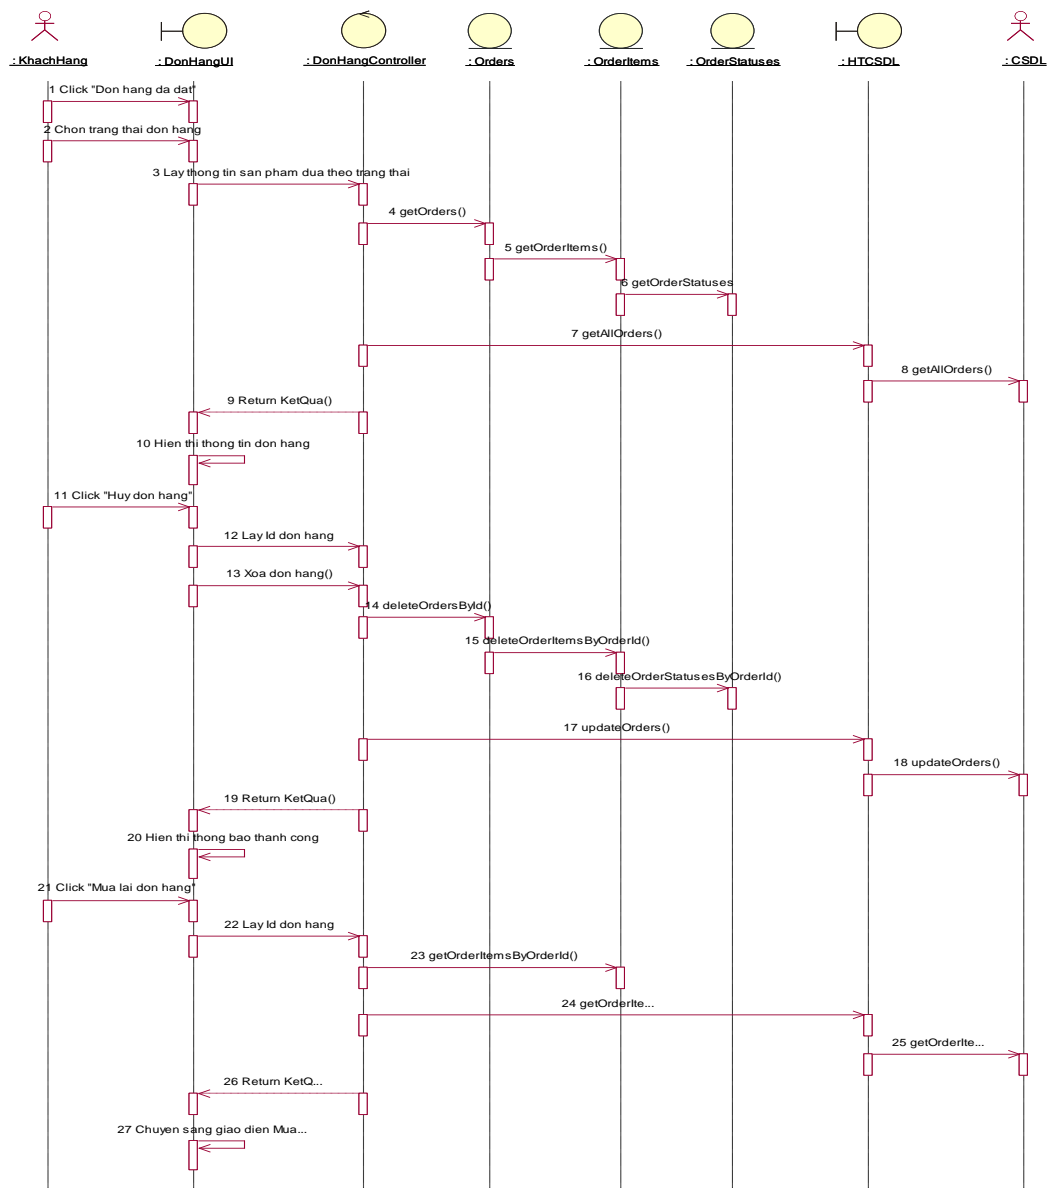 : KhachHang
: DonHangUI
: DonHangController
: Orders
: OrderItems
: OrderStatuses
: HTCSDL
: CSDL
1 Click "Don hang da dat"
2 Chon trang thai don hang
3 Lay thong tin san pham dua theo trang thai
4 getOrders()
5 getOrderItems()
6 getOrderStatuses
7 getAllOrders()
8 getAllOrders()
9 Return KetQua()
10 Hien thi thong tin don hang
11 Click "Huy don hang"
12 Lay Id don hang
13 Xoa don hang()
14 deleteOrdersById()
15 deleteOrderItemsByOrderId()
16 deleteOrderStatusesByOrderId()
17 updateOrders()
18 updateOrders()
19 Return KetQua()
20 Hien thi thong bao thanh cong
21 Click "Mua lai don hang"
22 Lay Id don hang
23 getOrderItemsByOrderId()
24 getOrderIte...
25 getOrderIte...
26 Return KetQ...
27 Chuyen sang giao dien Mua...